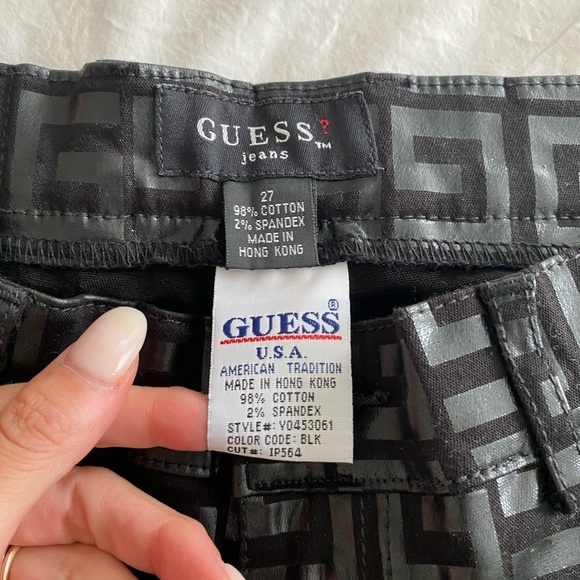 GUESS?™
jeans
27
98% COTTON
2% SPANDEX
MADE IN
HONG KONG
GUESS®
U.S.A.
AMERICAN TRADITION
MADE IN HONG KONG
98% COTTON
2% SPANDEX
STYLE#: Y0453061
COLOR CODE: BLK
CUT#: IP564